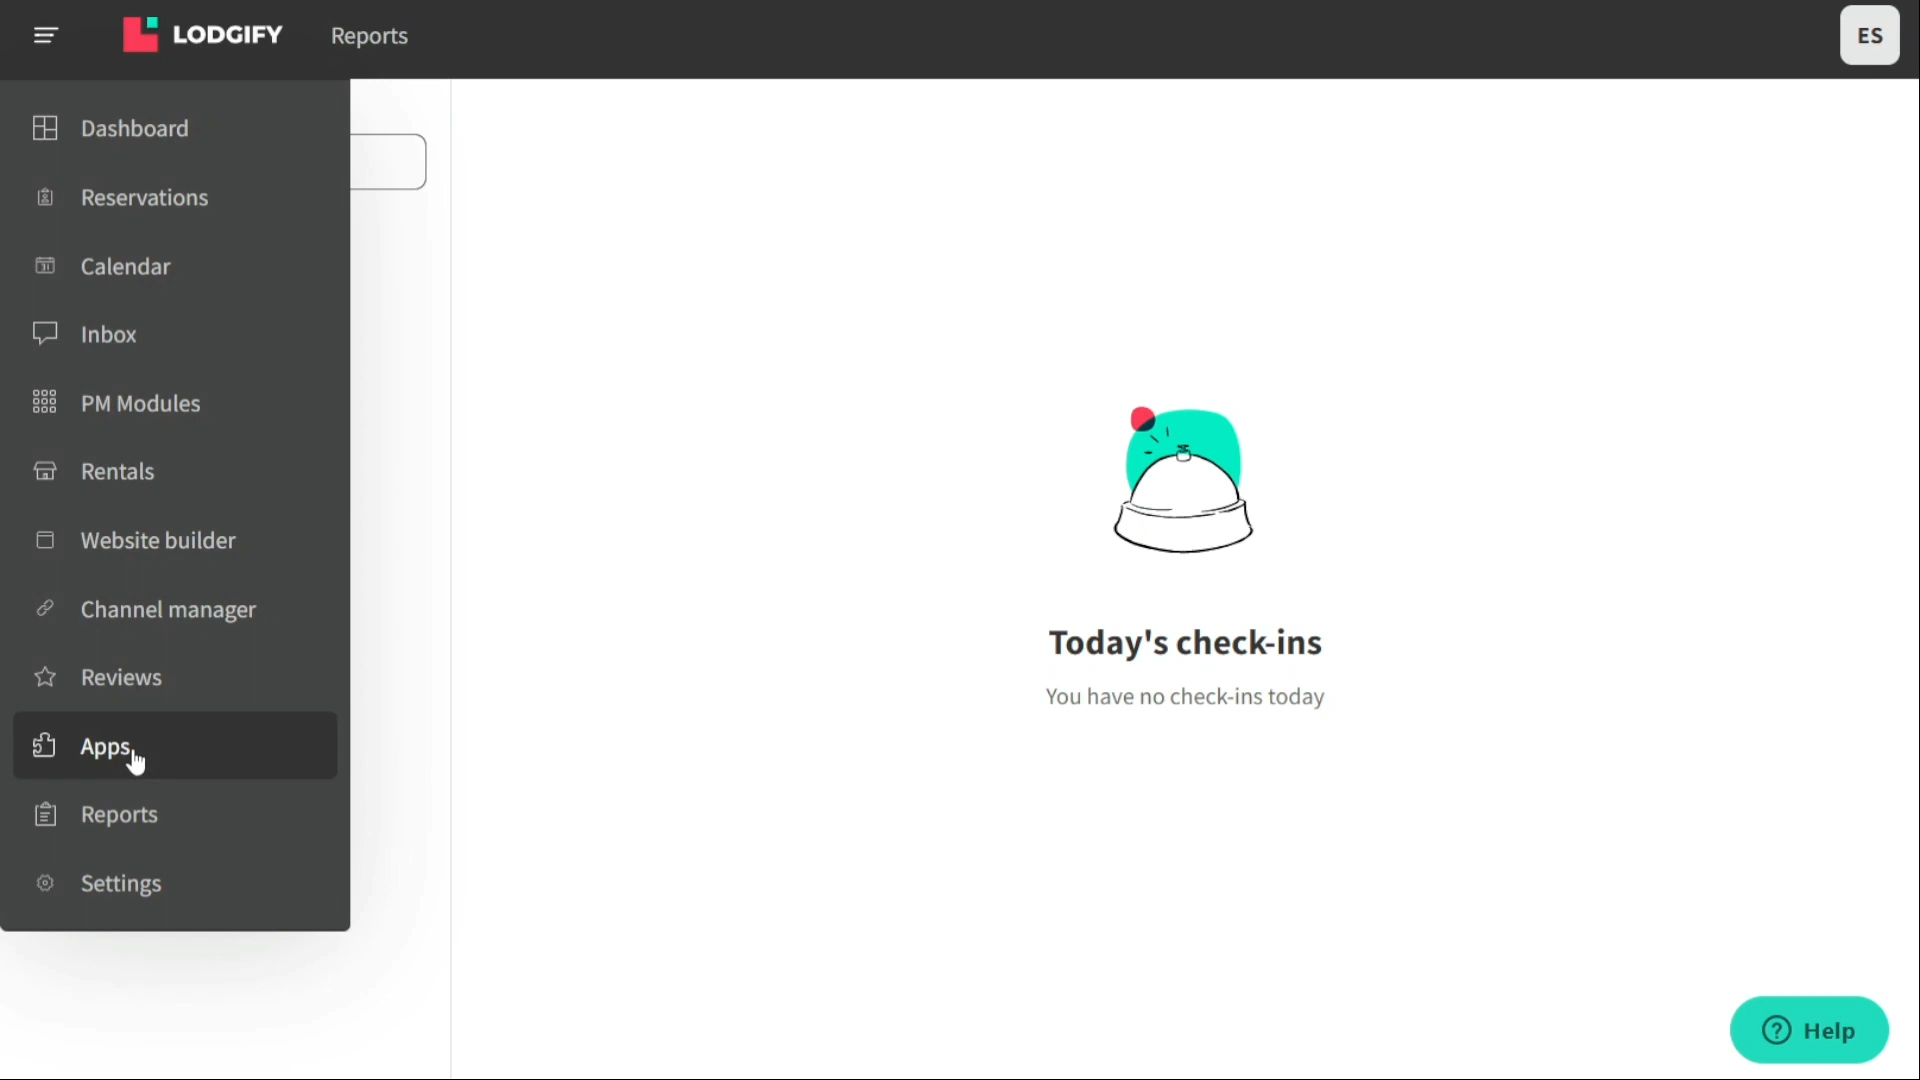 LODGIFY
Reports
ES
Dashboard
Reservations
Calendar
Inbox
PM Modules
Rentals
Website builder
Channel manager
Reviews
Apps
Reports
Settings
Today's check-ins
You have no check-ins today
Help